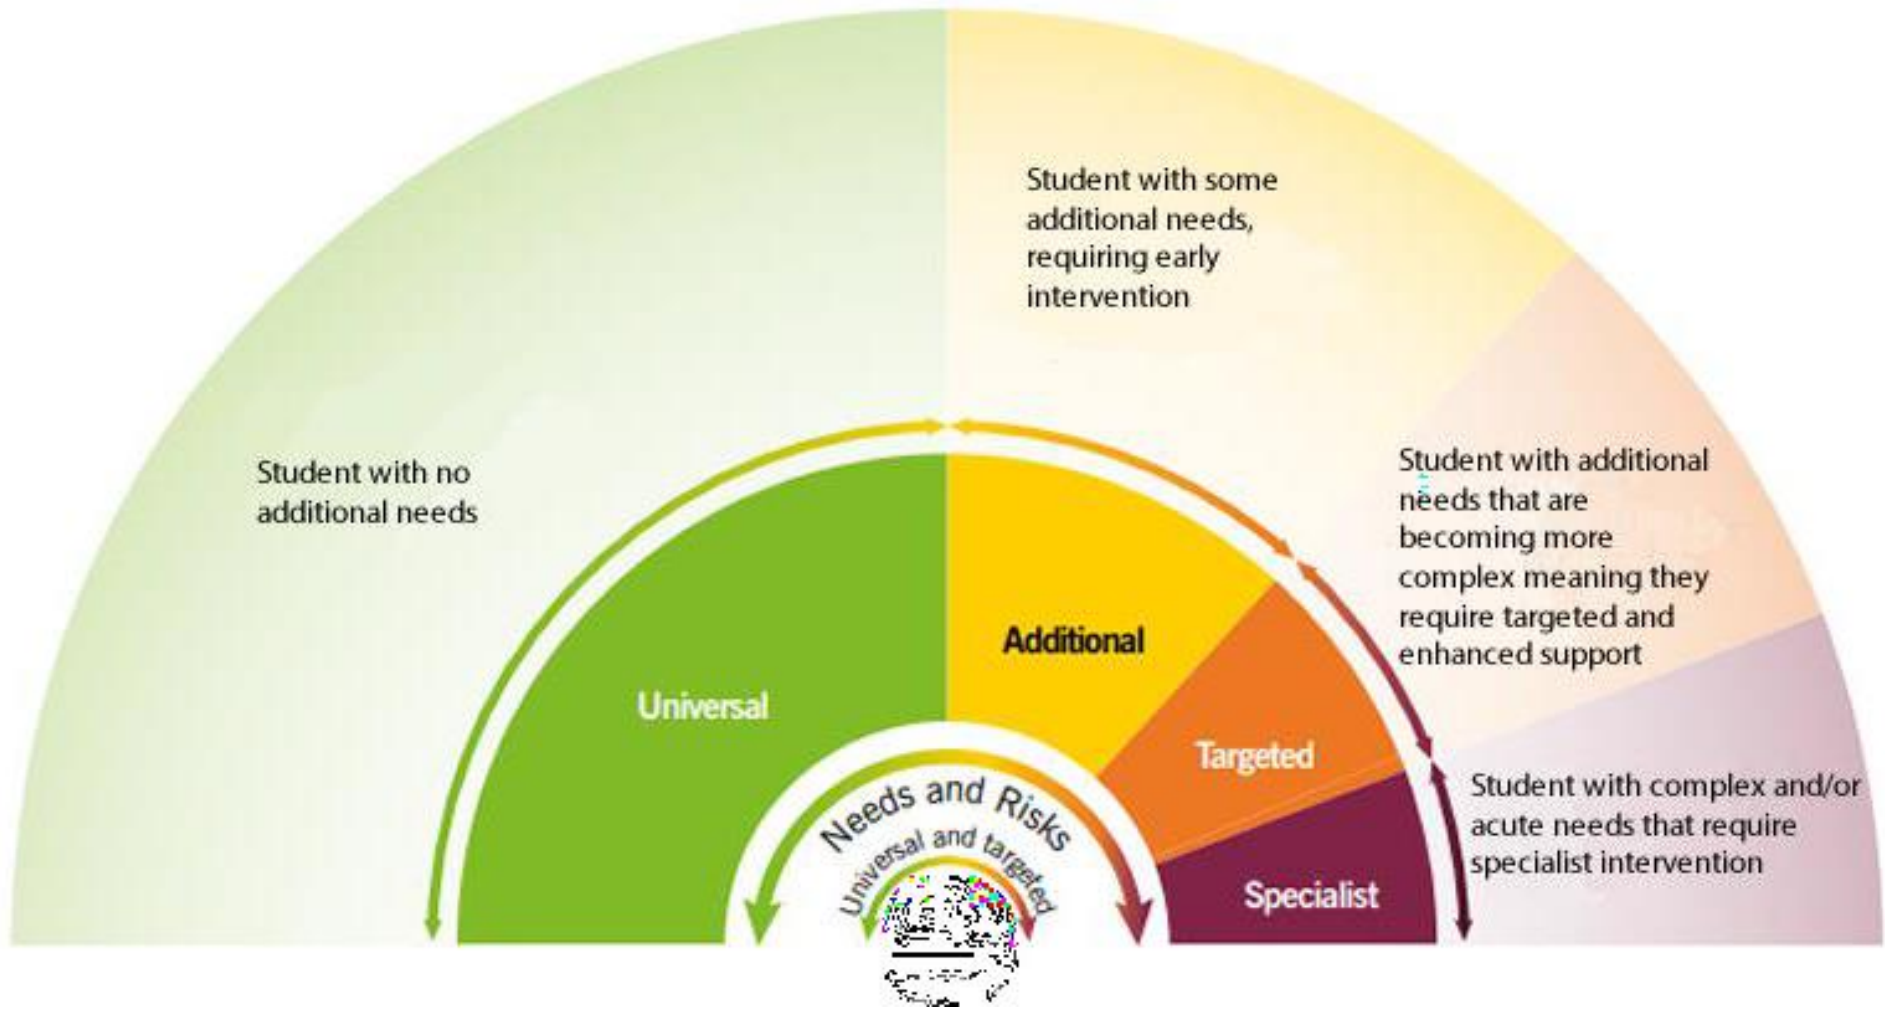 Student with some
additional needs,
requiring early
intervention
Student with no
additional needs
Student with additional
needs that are
becoming more
complex meaning they
require targeted and
enhanced support
Additional
Universal
Targeted
Student with complex and/or
acute needs that require
specialist intervention
Specialist
Needs and Risks
Universal and targeted